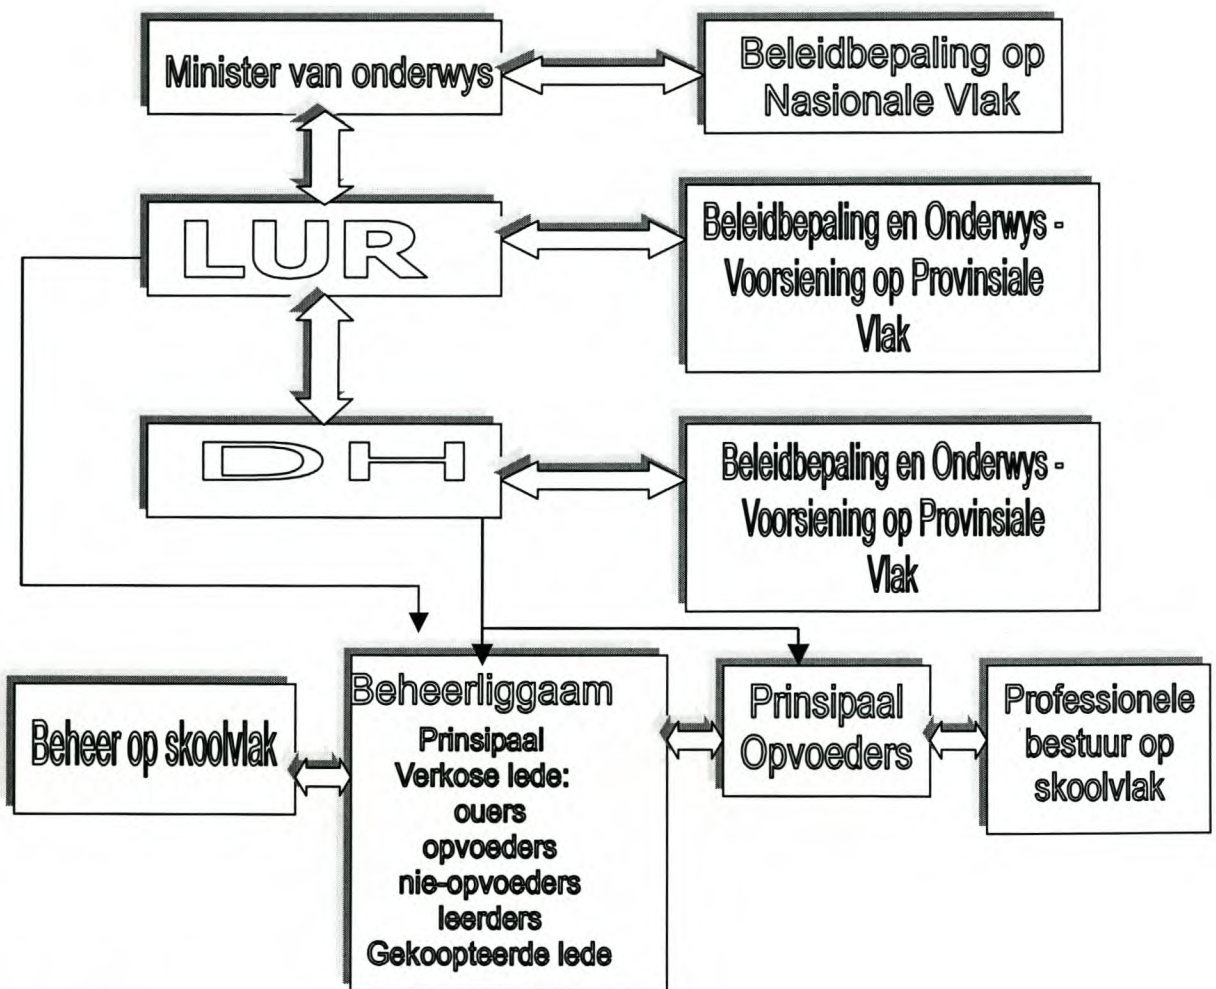 Minister van onderwys
Beleidbepaling op
Nasionale Vlak
LUR
Beleidbepaling en Onderwys -
Voorsiening op Provinsiale
Vlak
DH
Beleidbepaling en Onderwys -
Voorsiening op Provinsiale
Vlak
Beheer op skoolvlak
Beheerliggaam
Prinsipaal
Verkose lede:
ouers
opvoeders
nie-opvoeders
leerders
Gekoopteerde lede
Prinsipaal
Opvoeders
Professionele
bestuur op
skoolvlak